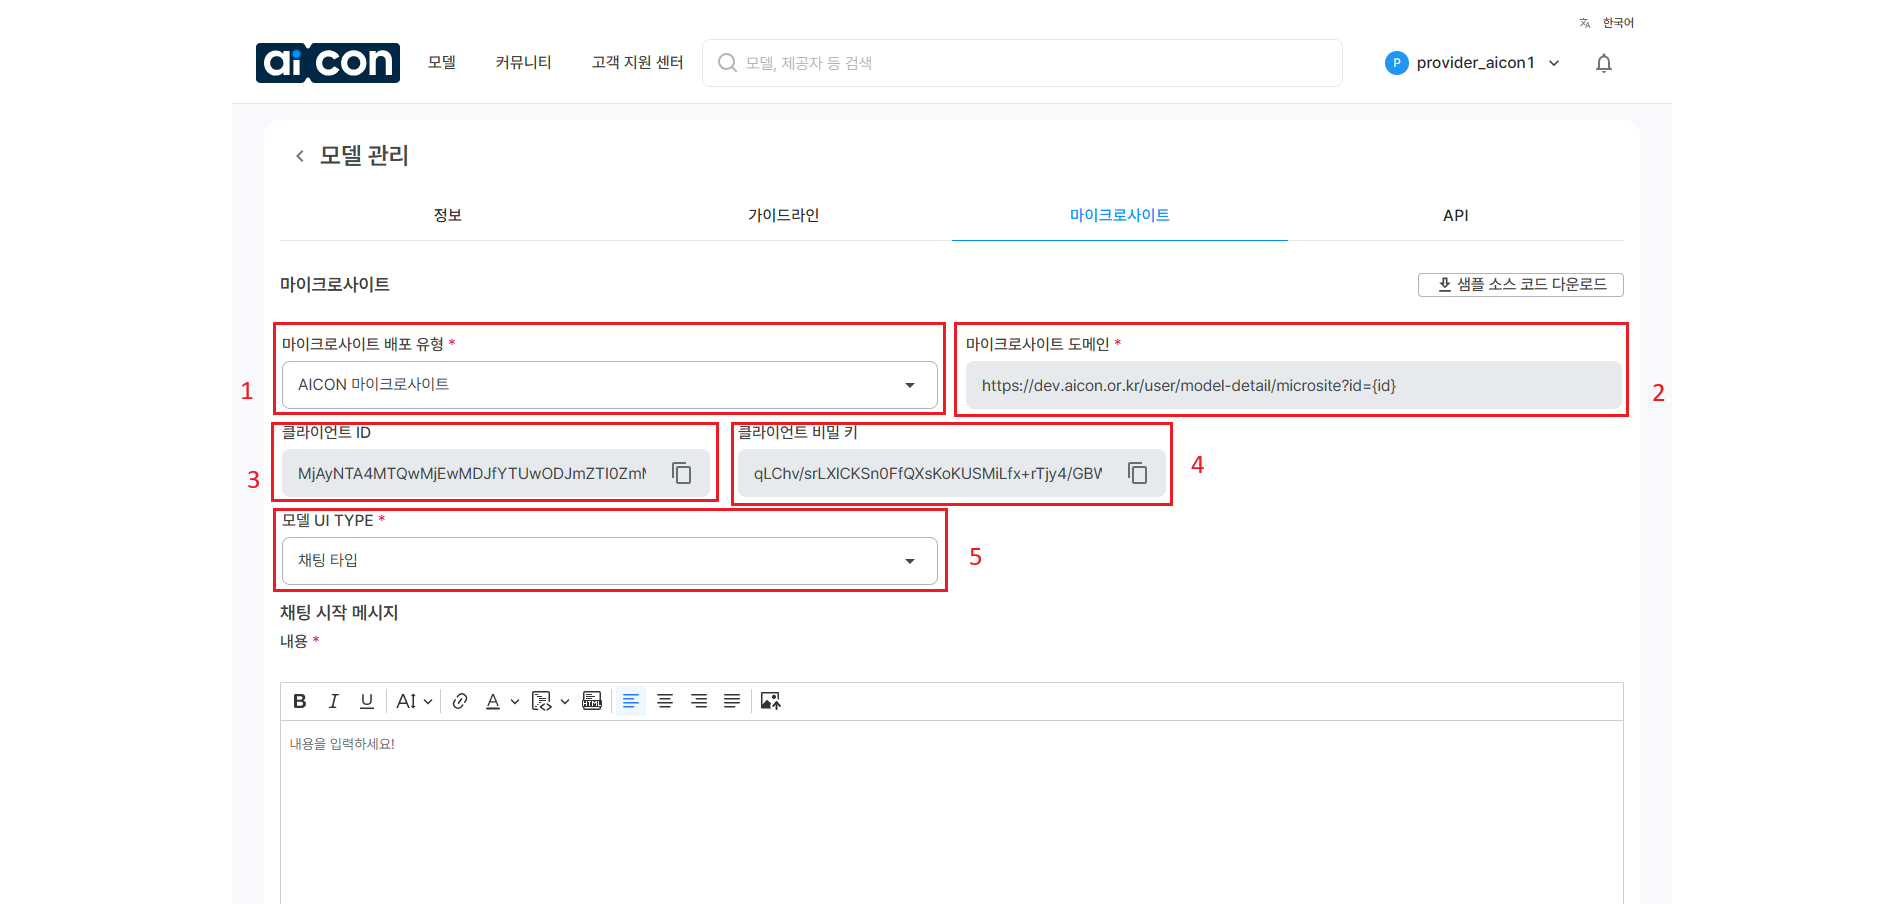 한국어
ai con
모델
커뮤니티
고객 지원 센터
모델, 제공자 등 검색
P
provider_aicon1
모델 관리
정보
가이드라인
마이크로사이트
API
마이크로사이트
샘플 소스 코드 다운로드
마이크로사이트 배포 유형 *
마이크로사이트 도메인 *
1
AICON 마이크로사이트
https://dev.aicon.or.kr/user/model-detail/microsite?id={id}
2
클라이언트 ID
클라이언트 비밀 키
3
4
모델 UI TYPE *
채팅 타입
5
채팅 시작 메시지
내용 *
B I U A HTML
내용을 입력하세요!